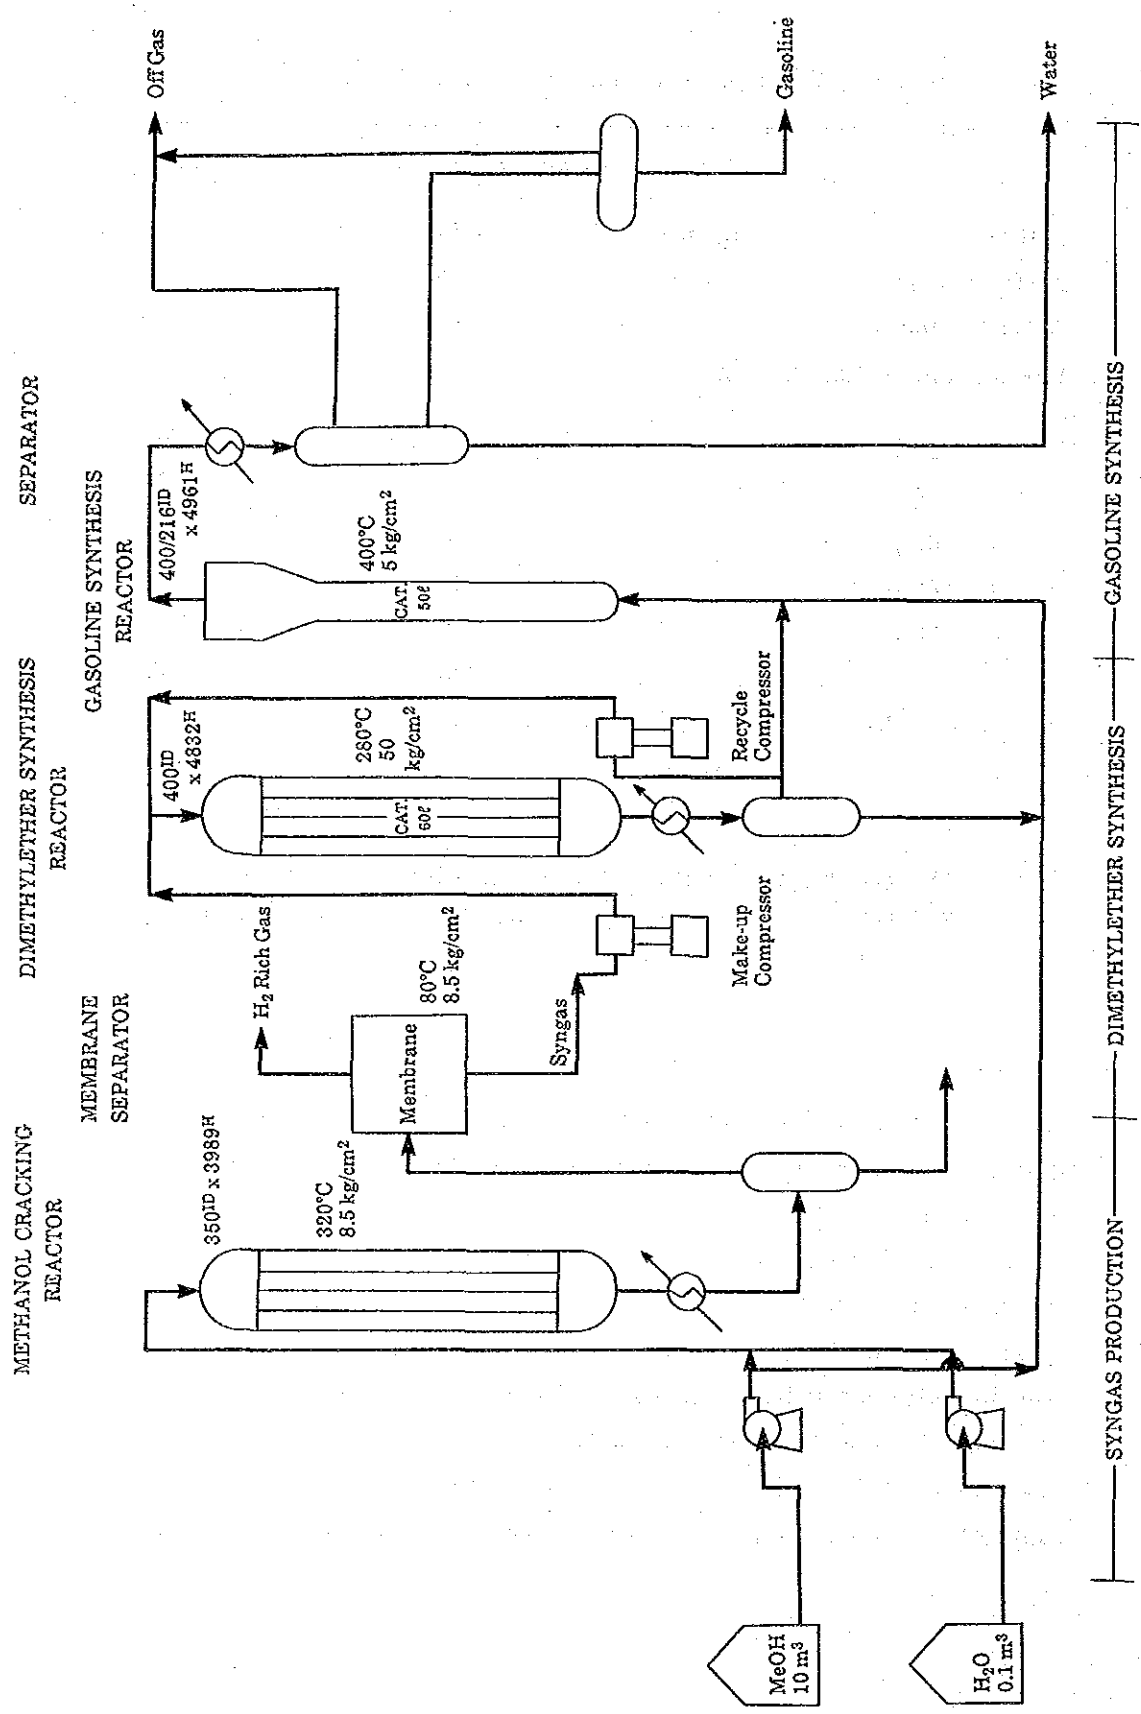 METHANOL CRACKING
REACTOR
350ID x 3989H
320°C
8.5 kg/cm2
MEMBRANE
SEPARATOR
H2 Rich Gas
Membrane
80°C
8.5 kg/cm2
Syngas
Make-up
Compressor
DIMETHYLETHER SYNTHESIS
REACTOR
400ID
x 4832H
CAT.
60ℓ
280°C
50
kg/cm2
Recycle
Compressor
GASOLINE SYNTHESIS
REACTOR
400/216ID
x 4961H
CAT.
50ℓ
400°C
5 kg/cm2
SEPARATOR
Off Gas
Gasoline
Water
MeOH
10 m3
H2O
0.1 m3
SYNGAS PRODUCTION
DIMETHYLETHER SYNTHESIS
GASOLINE SYNTHESIS